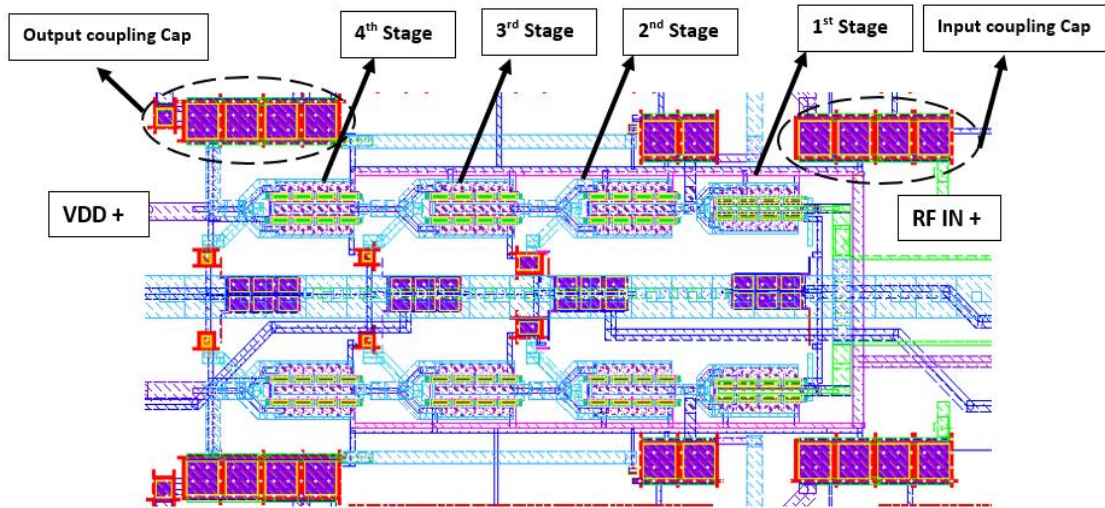 Output coupling Cap
4th Stage
3rd Stage
2nd Stage
1st Stage
Input coupling Cap
VDD +
RF IN +